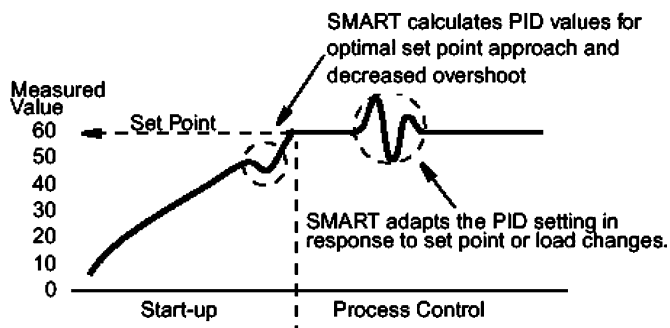 SMART calculates PID values for
optimal set point approach and
decreased overshoot
Measured
Value
60
Set Point
50
40
30
20
10
0
SMART adapts the PID setting in
response to set point or load changes.
Start-up
Process Control